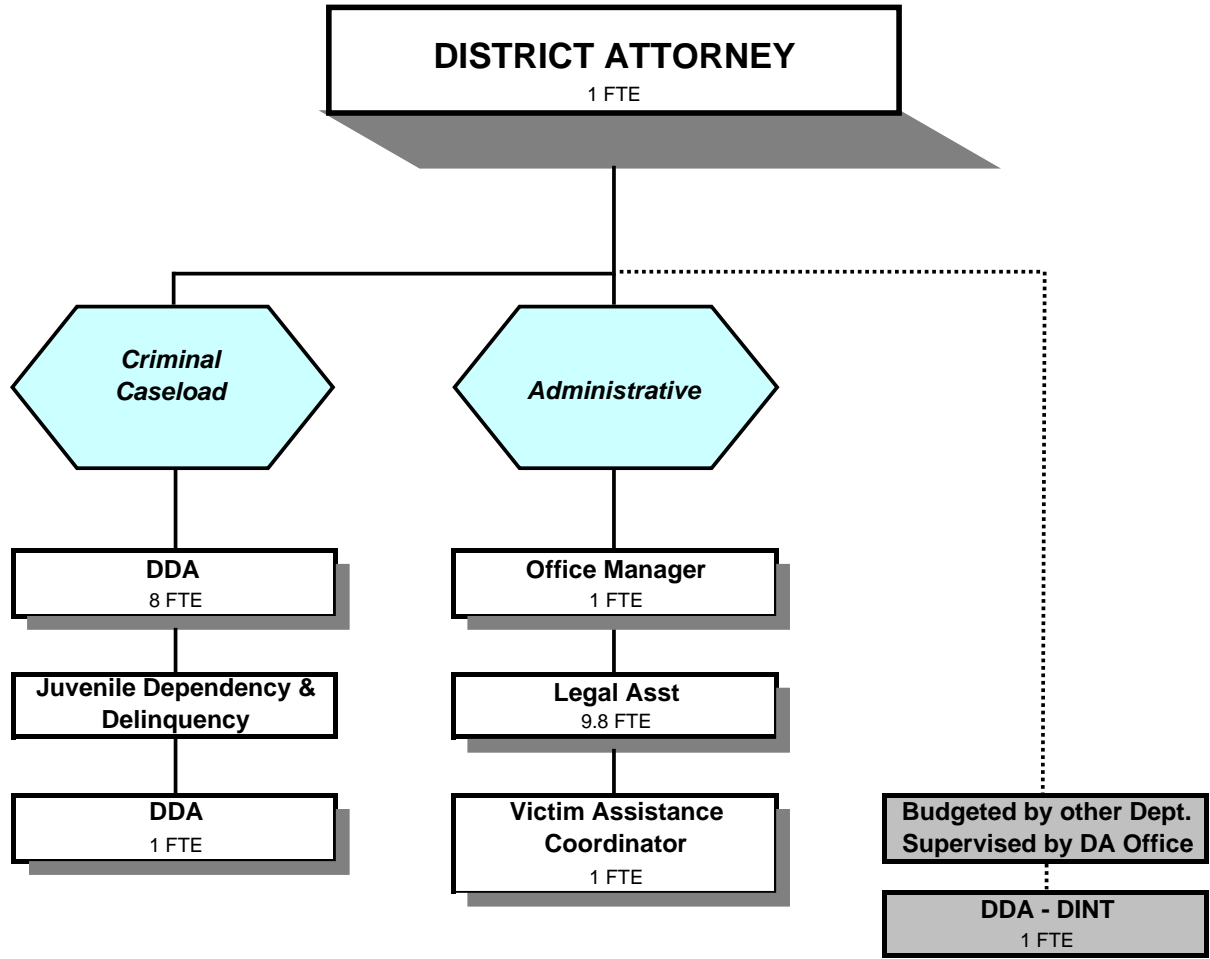 DISTRICT ATTORNEY
1 FTE
Criminal
Caseload
Administrative
DDA
8 FTE
Office Manager
1 FTE
Juvenile Dependency &
Delinquency
Legal Asst
9.8 FTE
DDA
1 FTE
Victim Assistance
Coordinator
1 FTE
Budgeted by other Dept.
Supervised by DA Office
DDA - DINT
1 FTE